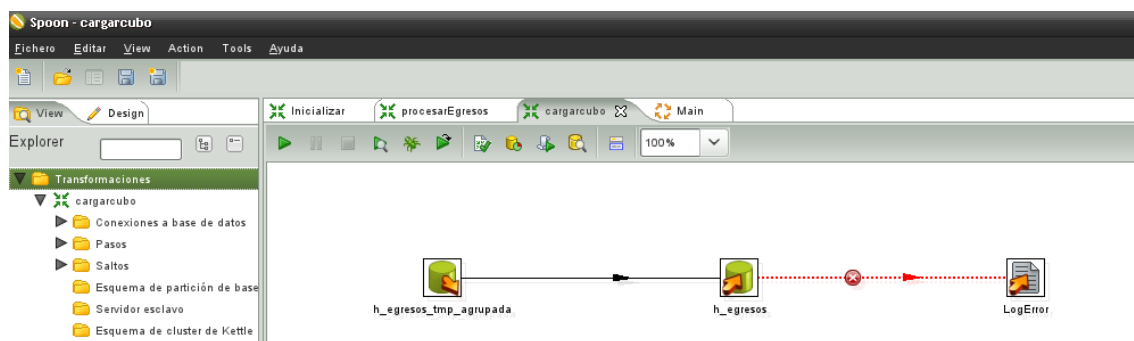 Spoon - cargarcubo
Fichero Editar View Action Tools Ayuda
View Design
Inicializar procesarEgresos cargarcubo Main
Explorer
100%
Transformaciones
cargarcubo
Conexiones a base de datos
Pasos
Saltos
Esquema de partición de base
Servidor esclavo
Esquema de cluster de Kettle
h_egresos_tmp_agrupada h_egresos LogError